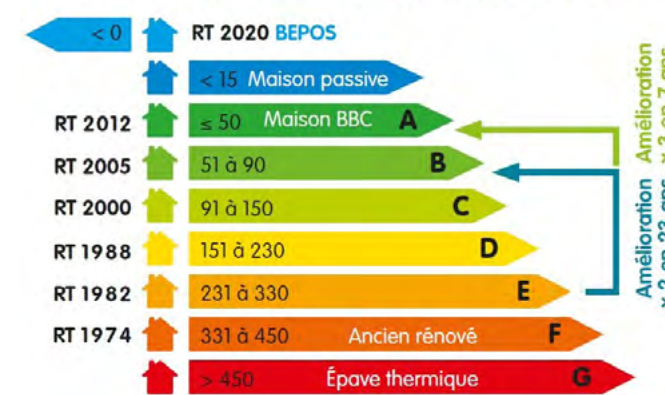 < 0 RT 2020 BEPOS
< 15 Maison passive
RT 2012 ≤ 50 Maison BBC A
RT 2005 51 à 90 B
RT 2000 91 à 150 C
RT 1988 151 à 230 D
RT 1982 231 à 330 E
RT 1974 331 à 450 Ancien rénové F
> 450 Épave thermique G
Amélioration
Amélioration